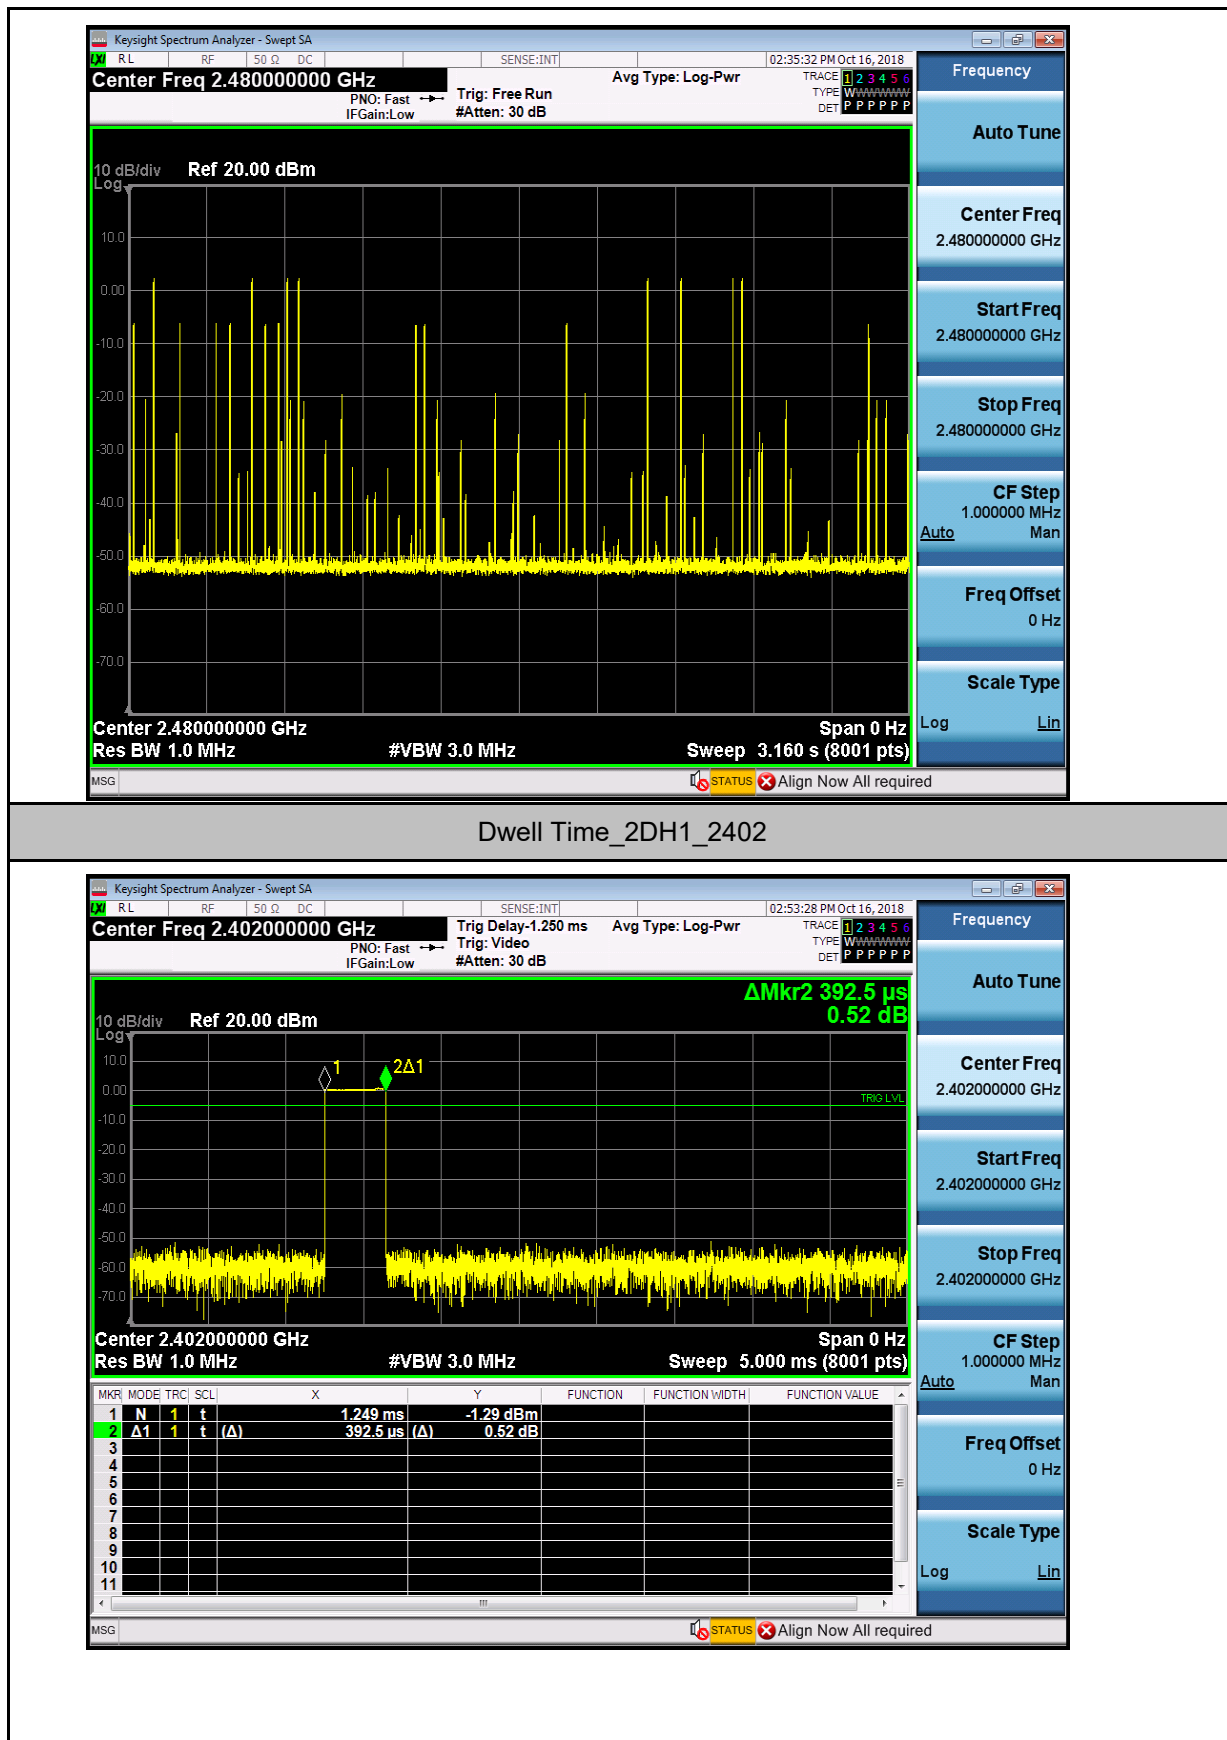 Keysight Spectrum Analyzer - Swept SA
LXI RL RF 50 Ω DC SENSE:INT 02:35:32 PM Oct 16, 2018
Center Freq 2.480000000 GHz
PNO: Fast
IFGain:Low
Trig: Free Run
#Atten: 30 dB
Avg Type: Log-Pwr
TRACE 1 2 3 4 5 6
TYPE WWWWWW
DET P P P P P P
Frequency
Auto Tune
Center Freq
2.480000000 GHz
Start Freq
2.480000000 GHz
Stop Freq
2.480000000 GHz
CF Step
1.000000 MHz
Auto Man
Freq Offset
0 Hz
Scale Type
Log Lin
10 dB/div Ref 20.00 dBm
Log
10.0
0.00
-10.0
-20.0
-30.0
-40.0
-50.0
-60.0
-70.0
Center 2.480000000 GHz Span 0 Hz
Res BW 1.0 MHz #VBW 3.0 MHz Sweep 3.160 s (8001 pts)
MSG STATUS Align Now All required
Dwell Time_2DH1_2402
Keysight Spectrum Analyzer - Swept SA
LXI RL RF 50 Ω DC SENSE:INT 02:53:28 PM Oct 16, 2018
Center Freq 2.402000000 GHz
PNO: Fast
IFGain:Low
Trig Delay-1.250 ms
Trig: Video
#Atten: 30 dB
Avg Type: Log-Pwr
TRACE 1 2 3 4 5 6
TYPE WWWWWW
DET P P P P P P
Frequency
Auto Tune
Center Freq
2.402000000 GHz
Start Freq
2.402000000 GHz
Stop Freq
2.402000000 GHz
CF Step
1.000000 MHz
Auto Man
Freq Offset
0 Hz
Scale Type
Log Lin
ΔMkr2 392.5 µs
0.52 dB
10 dB/div Ref 20.00 dBm
Log
10.0
0.00
-10.0
-20.0
-30.0
-40.0
-50.0
-60.0
-70.0
1
2Δ1
TRIG LVL
Center 2.402000000 GHz Span 0 Hz
Res BW 1.0 MHz #VBW 3.0 MHz Sweep 5.000 ms (8001 pts)
MKR MODE TRC SCL X Y FUNCTION FUNCTION WIDTH FUNCTION VALUE
1 N 1 t 1.249 ms -1.29 dBm
2 Δ1 1 t (Δ) 392.5 µs (Δ) 0.52 dB
3
4
5
6
7
8
9
10
11
MSG STATUS Align Now All required